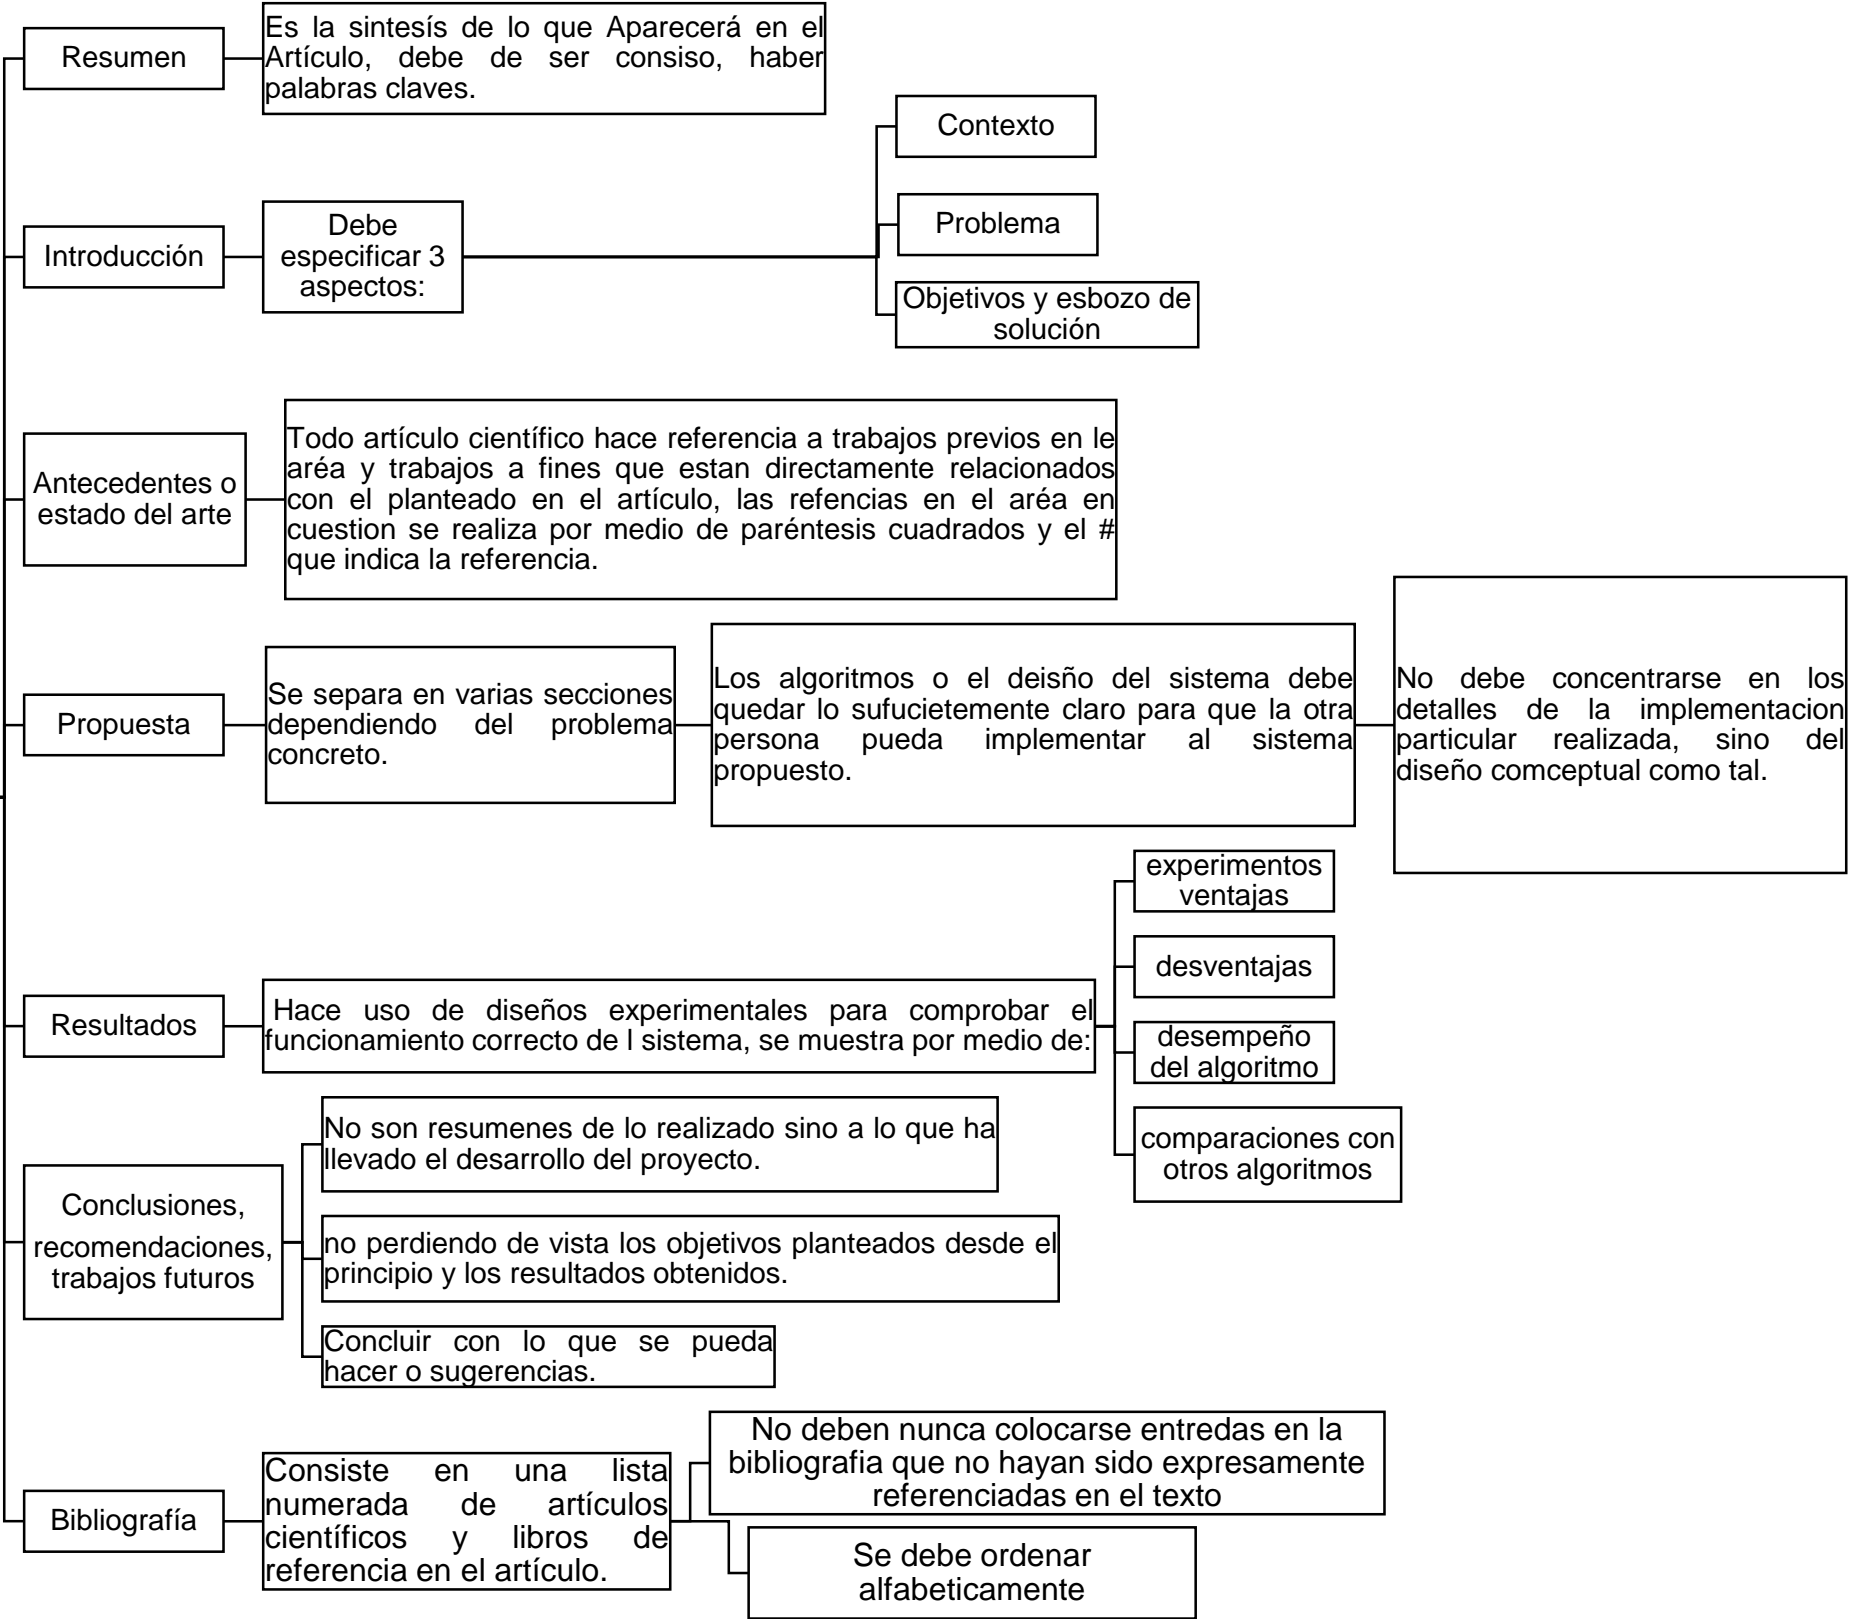 Resumen
Es la sintesís de lo que Aparecerá en el
Artículo, debe de ser consiso, haber
palabras claves.
Introducción
Debe
especificar 3
aspectos:
Contexto
Problema
Objetivos y esbozo de
solución
Antecedentes o
estado del arte
Todo artículo científico hace referencia a trabajos previos en le
aréa y trabajos a fines que estan directamente relacionados
con el planteado en el artículo, las refencias en el aréa en
cuestion se realiza por medio de paréntesis cuadrados y el #
que indica la referencia.
Propuesta
Se separa en varias secciones
dependiendo del problema
concreto.
Los algoritmos o el deisño del sistema debe
quedar lo sufucietemente claro para que la otra
persona pueda implementar al sistema
propuesto.
No debe concentrarse en los
detalles de la implementacion
particular realizada, sino del
diseño comceptual como tal.
Resultados
Hace uso de diseños experimentales para comprobar el
funcionamiento correcto de l sistema, se muestra por medio de:
experimentos
ventajas
desventajas
desempeño
del algoritmo
comparaciones con
otros algoritmos
Conclusiones,
recomendaciones,
trabajos futuros
No son resumenes de lo realizado sino a lo que ha
llevado el desarrollo del proyecto.
no perdiendo de vista los objetivos planteados desde el
principio y los resultados obtenidos.
Concluir con lo que se pueda
hacer o sugerencias.
Bibliografía
Consiste en una lista
numerada de artículos
científicos y libros de
referencia en el artículo.
No deben nunca colocarse entredas en la
bibliografia que no hayan sido expresamente
referenciadas en el texto
Se debe ordenar
alfabeticamente